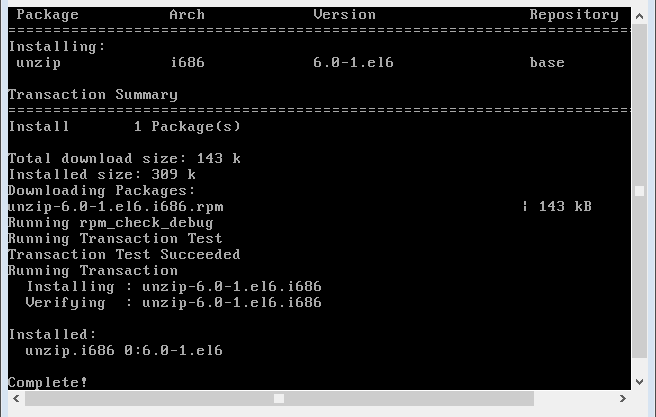 Package Arch Version Repository
================================================================================
Installing:
unzip i686 6.0-1.el6 base
Transaction Summary
================================================================================
Install 1 Package(s)
Total download size: 143 k
Installed size: 309 k
Downloading Packages:
unzip-6.0-1.el6.i686.rpm | 143 kB
Running rpm_check_debug
Running Transaction Test
Transaction Test Succeeded
Running Transaction
Installing : unzip-6.0-1.el6.i686
Verifying : unzip-6.0-1.el6.i686
Installed:
unzip.i686 0:6.0-1.el6
Complete!